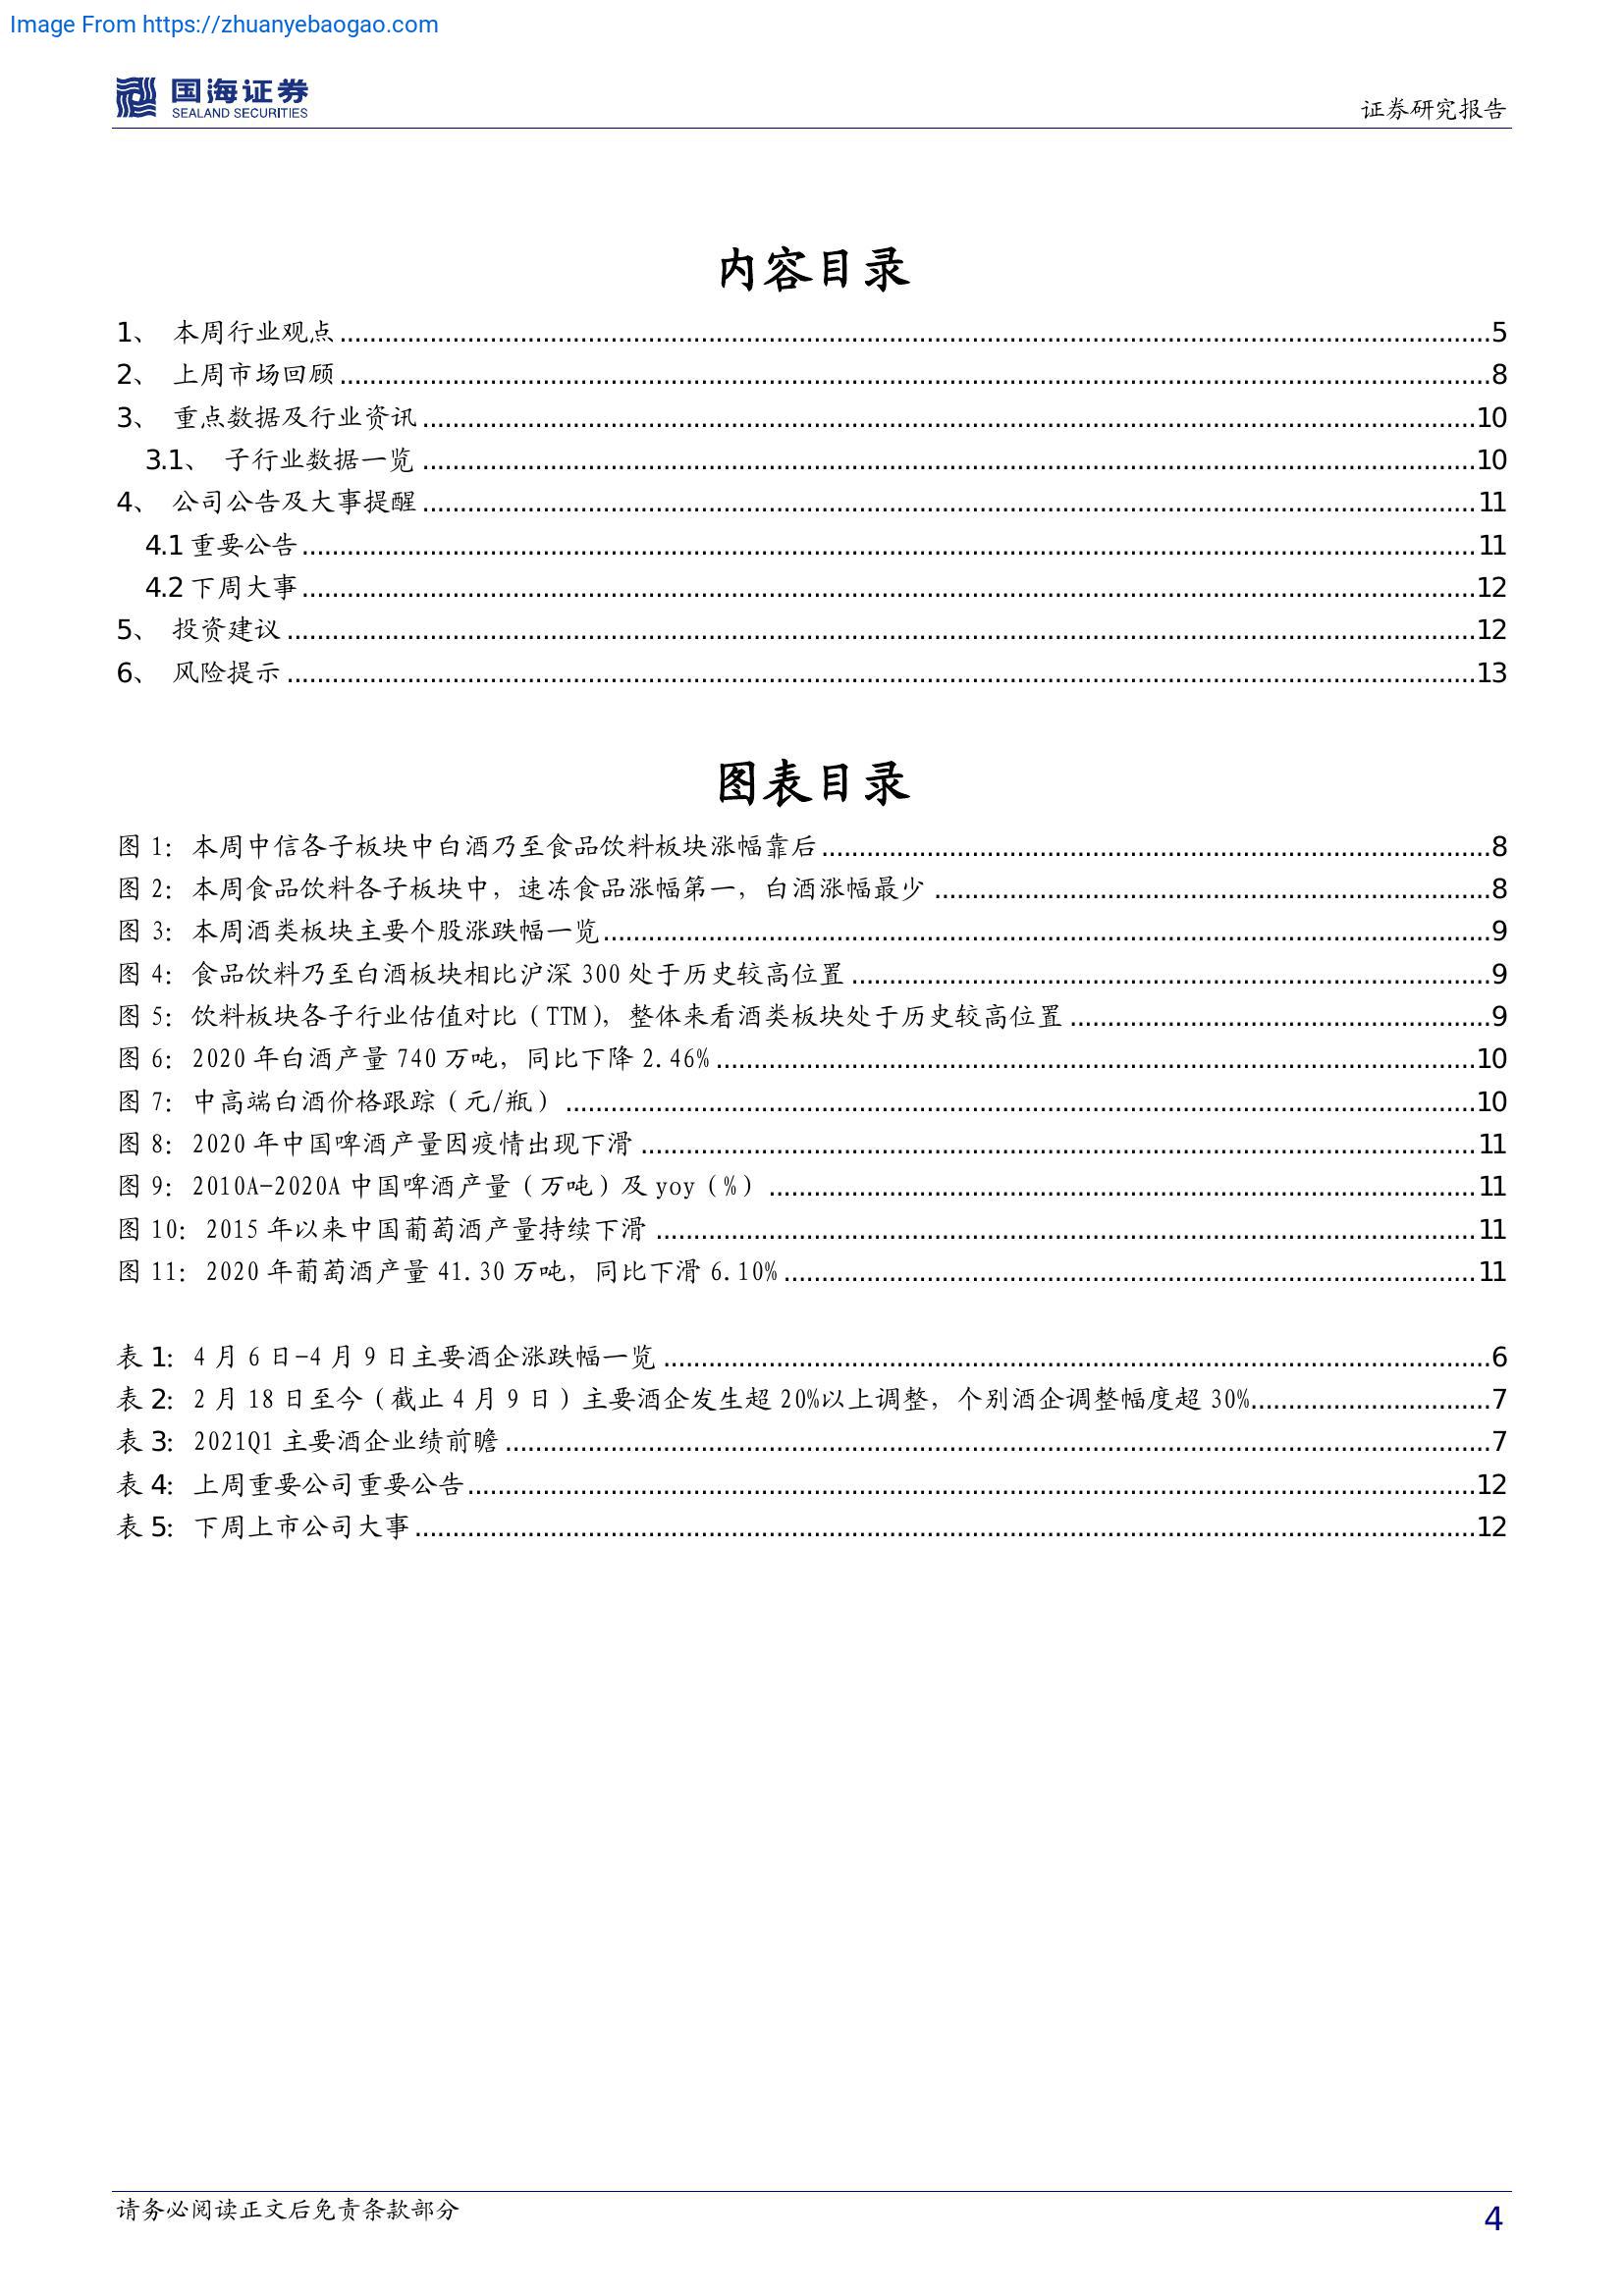 Image From https://zhuanyebaogao.com
国海证券
SEALAND SECURITIES
证券研究报告
内容目录
1、 本周行业观点........................................5
2、 上周市场回顾........................................8
3、 重点数据及行业资讯........................................10
3.1、 子行业数据一览........................................10
4、 公司公告及大事提醒........................................11
4.1 重要公告........................................11
4.2 下周大事........................................12
5、 投资建议........................................12
6、 风险提示........................................13
图表目录
图 1：本周中信各子板块中白酒乃至食品饮料板块涨幅靠后........................................8
图 2：本周食品饮料各子板块中，速冻食品涨幅第一，白酒涨幅最少........................................8
图 3：本周酒类板块主要个股涨跌幅一览........................................9
图 4：食品饮料乃至白酒板块相比沪深 300 处于历史较高位置........................................9
图 5：饮料板块各子行业估值对比（TTM），整体来看酒类板块处于历史较高位置........................................9
图 6：2020 年白酒产量 740 万吨，同比下降 2.46%........................................10
图 7：中高端白酒价格跟踪（元/瓶）........................................10
图 8：2020 年中国啤酒产量因疫情出现下滑........................................11
图 9：2010A-2020A 中国啤酒产量（万吨）及 yoy（%）........................................11
图 10：2015 年以来中国葡萄酒产量持续下滑........................................11
图 11：2020 年葡萄酒产量 41.30 万吨，同比下滑 6.10%........................................11
表 1：4 月 6 日-4 月 9 日主要酒企涨跌幅一览........................................6
表 2：2 月 18 日至今（截止 4 月 9 日）主要酒企发生超 20%以上调整，个别酒企调整幅度超 30%........................................7
表 3：2021Q1 主要酒企业绩前瞻........................................7
表 4：上周重要公司重要公告........................................12
表 5：下周上市公司大事........................................12
请务必阅读正文后免责条款部分
4